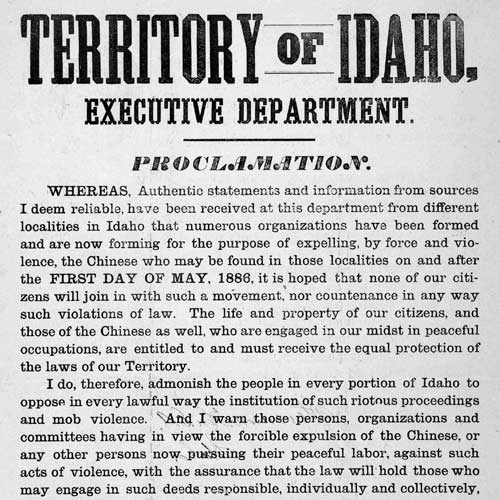 TERRITORY OF IDAHO,
EXECUTIVE DEPARTMENT.
PROCLAMATION.
WHEREAS, Authentic statements and information from sources
I deem reliable, have been received at this department from different
localities in Idaho that numerous organizations have been formed
and are now forming for the purpose of expelling, by force and vio-
lence, the Chinese who may be found in those localities on and after
the FIRST DAY OF MAY, 1886, it is hoped that none of our citi-
zens will join in with such a movement, nor countenance in any way
such violations of law. The life and property of our citizens, and
those of the Chinese as well, who are engaged in our midst in peaceful
occupations, are entitled to and must receive the equal protection of
the laws of our Territory.
I do, therefore, admonish the people in every portion of Idaho to
oppose in every lawful way the institution of such riotous proceedings
and mob violence. And I warn those persons, organizations and
committees having in view the forcible expulsion of the Chinese, or
any other persons now pursuing their peaceful labor, against such
acts of violence, with the assurance that the law will hold those who
may engage in such deeds responsible, individually and collectively,